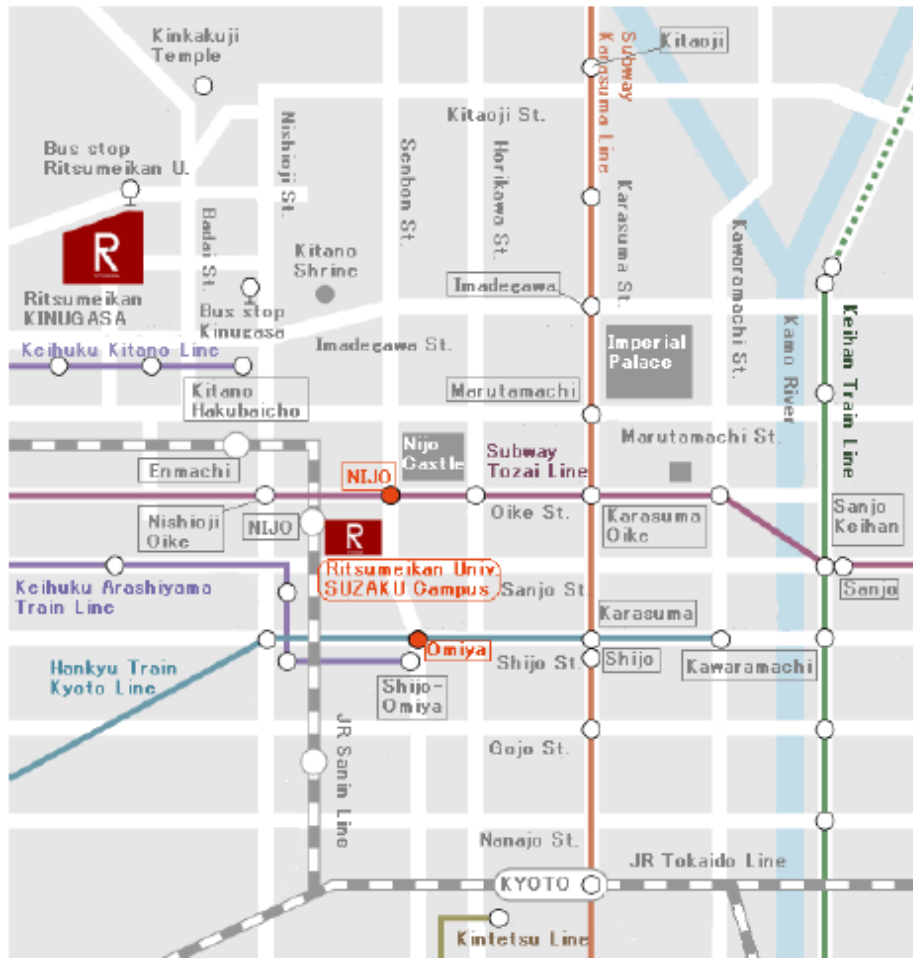 Kinkakuji
Temple
Subway
Karasuma Line
Kitaoji
Kitaoji St.
Bus stop
Ritsumeikan U.
Nishioji St.
Senbon St.
Horikawa St.
Karasuma St.
R
Badai St.
Kitano
Shrine
Kawaramachi St.
Ritsumeikan
KINUGASA
Bus stop
Kinugasa
Imadegawa
Kamo River
Keihan Train Line
Keihuku Kitano Line
Imadegawa St.
Imperial
Palace
Kitano
Hakubaicho
Marutamachi
Marutamachi St.
Enmachi
NIJO
Nijo
Castle
Subway
Tozai Line
Nishioji
Oike
NIJO
R
Oike St.
Karasuma
Oike
Sanjo
Keihan
Keihuku Arashiyama
Train Line
Ritsumeikan Univ.
SUZAKU Campus
Sanjo St.
Sanjo
Karasuma
Omiya
Hankyu Train
Kyoto Line
Shijo-
Omiya
Shijo St.
Shijo
Kawaramachi
JR Sanin Line
Gojo St.
Nanajo St.
JR Tokaido Line
KYOTO
Kintetsu Line